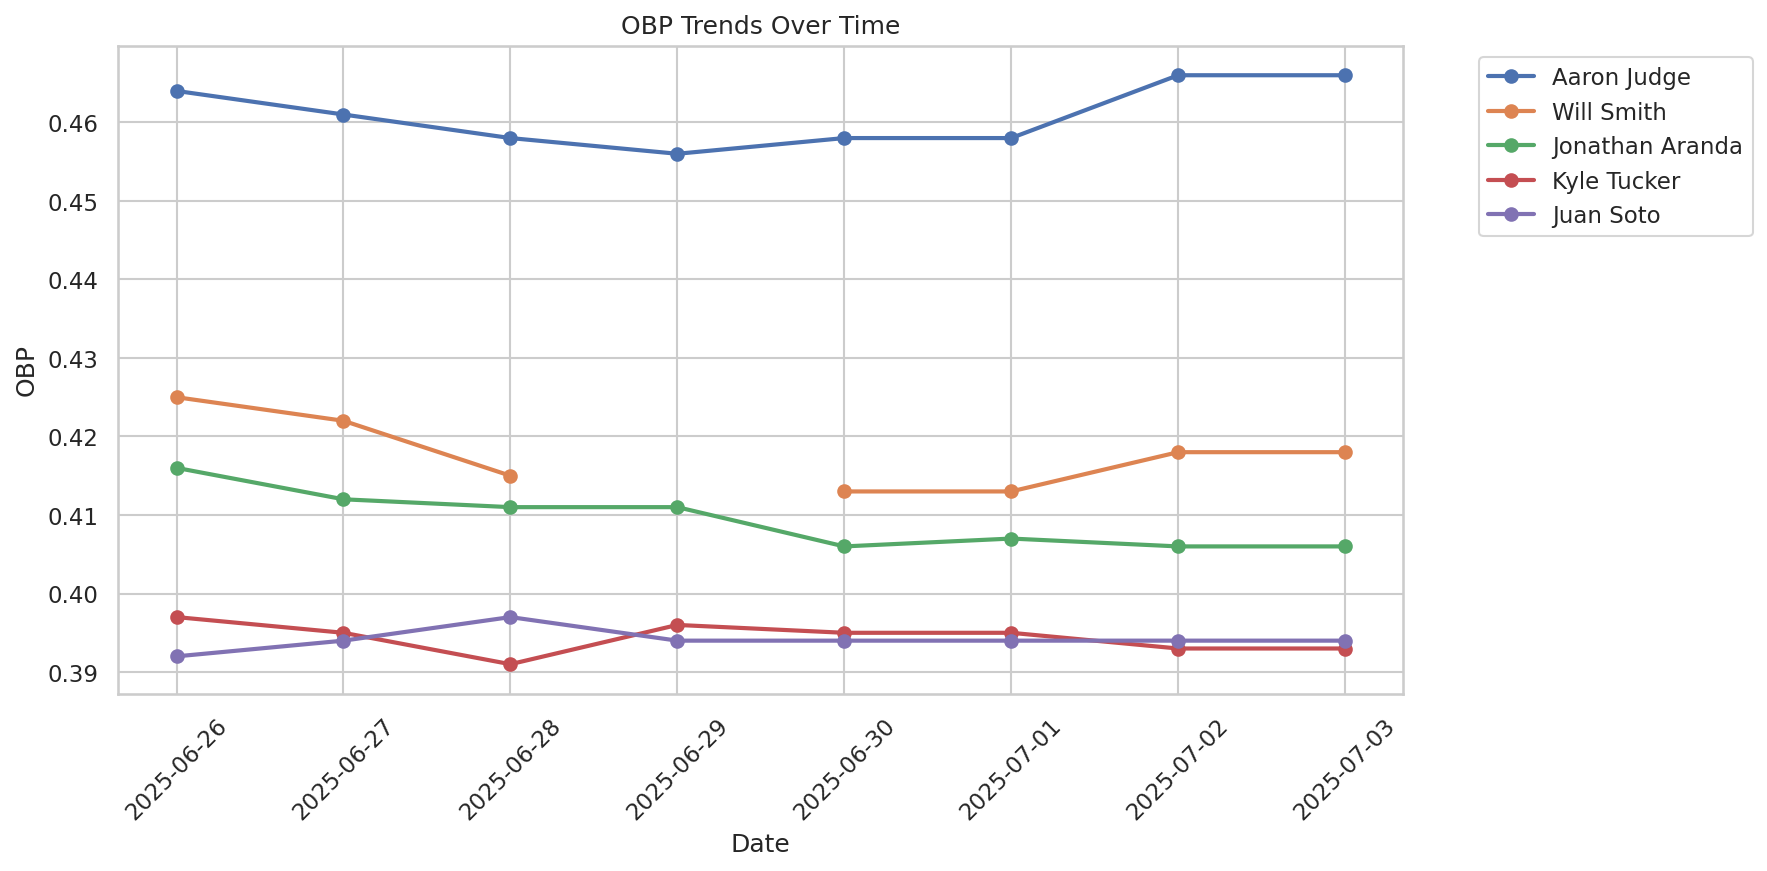 OBP Trends Over Time
Aaron Judge
Will Smith
Jonathan Aranda
Kyle Tucker
Juan Soto
OBP
0.46
0.45
0.44
0.43
0.42
0.41
0.40
0.39
2025-06-26
2025-06-27
2025-06-28
2025-06-29
2025-06-30
2025-07-01
2025-07-02
2025-07-03
Date